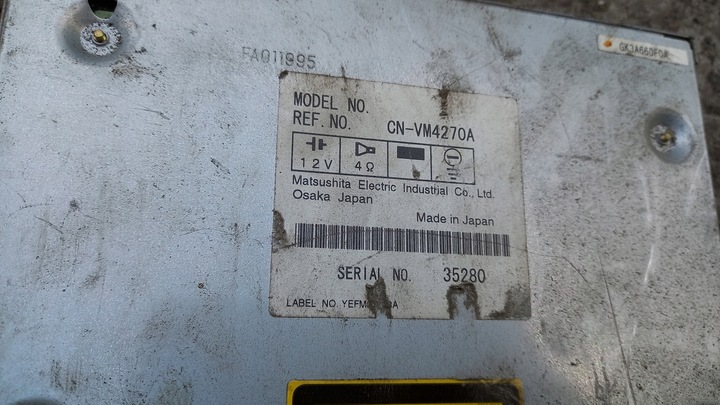 FA011995
MODEL NO.
REF. NO. CN-VM4270A
12V 4Ω
Matsushita Electric Industrial Co., Ltd.
Osaka Japan
Made in Japan
SERIAL NO. 35280
LABEL NO.